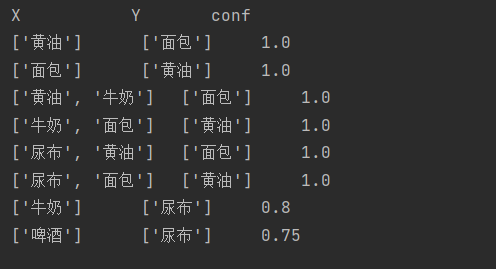 X Y conf
['黄油'] ['面包'] 1.0
['面包'] ['黄油'] 1.0
['黄油', '牛奶'] ['面包'] 1.0
['牛奶', '面包'] ['黄油'] 1.0
['尿布', '黄油'] ['面包'] 1.0
['尿布', '面包'] ['黄油'] 1.0
['牛奶'] ['尿布'] 0.8
['啤酒'] ['尿布'] 0.75